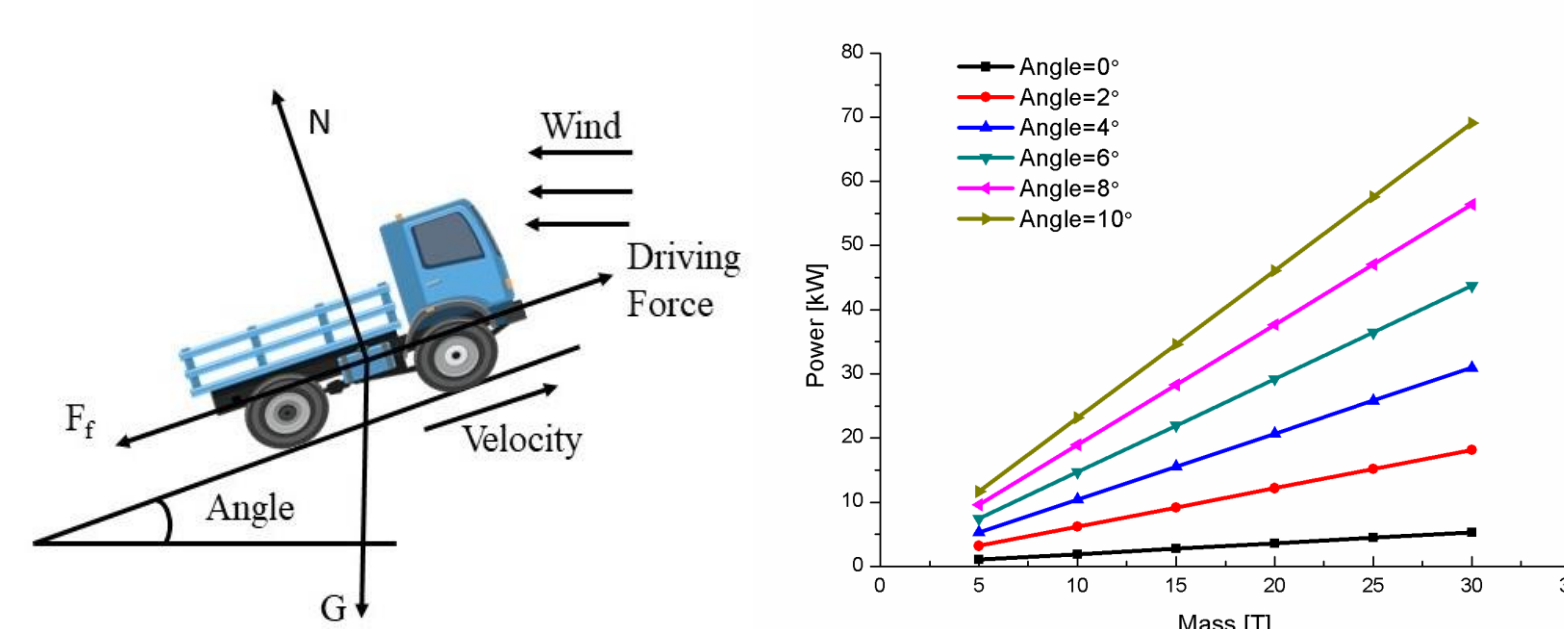 N
Wind
Driving
Force
Ff
Velocity
Angle
G
80
70
60
50
40
30
20
10
0
Power [kW]
Angle=0°
Angle=2°
Angle=4°
Angle=6°
Angle=8°
Angle=10°
0 5 10 15 20 25 30
Mass [T]